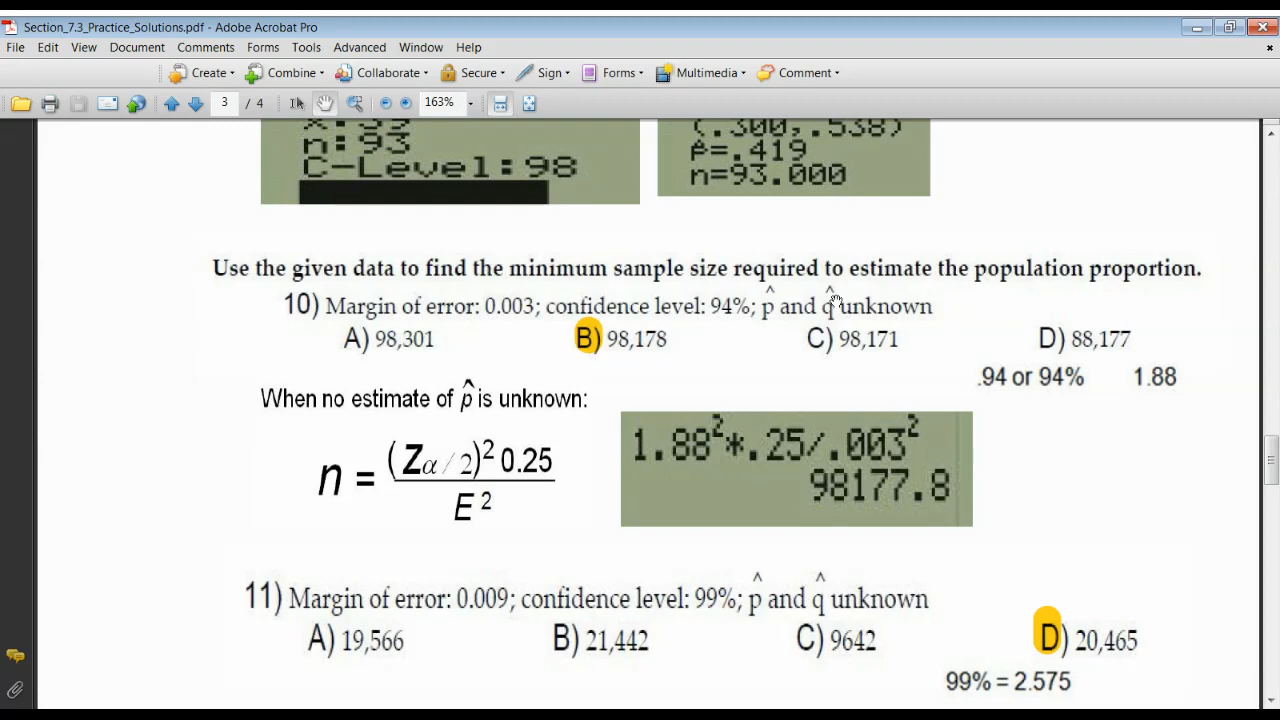 Section_7.3_Practice_Solutions.pdf - Adobe Acrobat Pro
File Edit View Document Comments Forms Tools Advanced Window Help
Create Combine Collaborate Secure Sign Forms Multimedia Comment
3 / 4 163%
x:39
n:93
C-Level:98
(.300,.538)
p̂=.419
n=93.000
Use the given data to find the minimum sample size required to estimate the population proportion.
10) Margin of error: 0.003; confidence level: 94%; p̂ and q̂ unknown
A) 98,301 B) 98,178 C) 98,171 D) 88,177
.94 or 94% 1.88
When no estimate of p̂ is unknown:
n = (Zα/2)² 0.25 / E²
1.88²*.25/.003²
98177.8
11) Margin of error: 0.009; confidence level: 99%; p̂ and q̂ unknown
A) 19,566 B) 21,442 C) 9642 D) 20,465
99% = 2.575